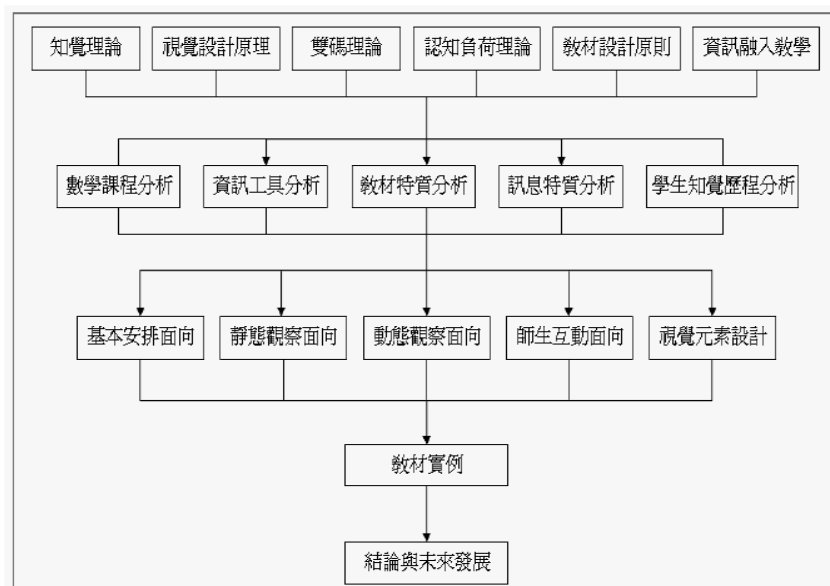 知覺理論
視覺設計原理
雙碼理論
認知負荷理論
教材設計原則
資訊融入教學
數學課程分析
資訊工具分析
教材特質分析
訊息特質分析
學生知覺歷程分析
基本安排面向
靜態觀察面向
動態觀察面向
師生互動面向
視覺元素設計
教材實例
結論與未來發展